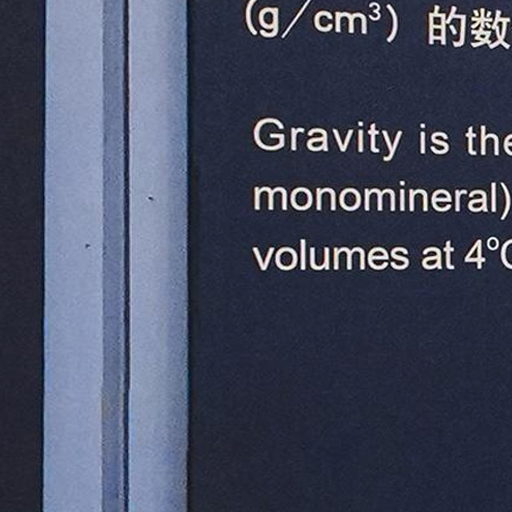 (g/cm³) 的数
Gravity is the
monomineral)
volumes at 4°C